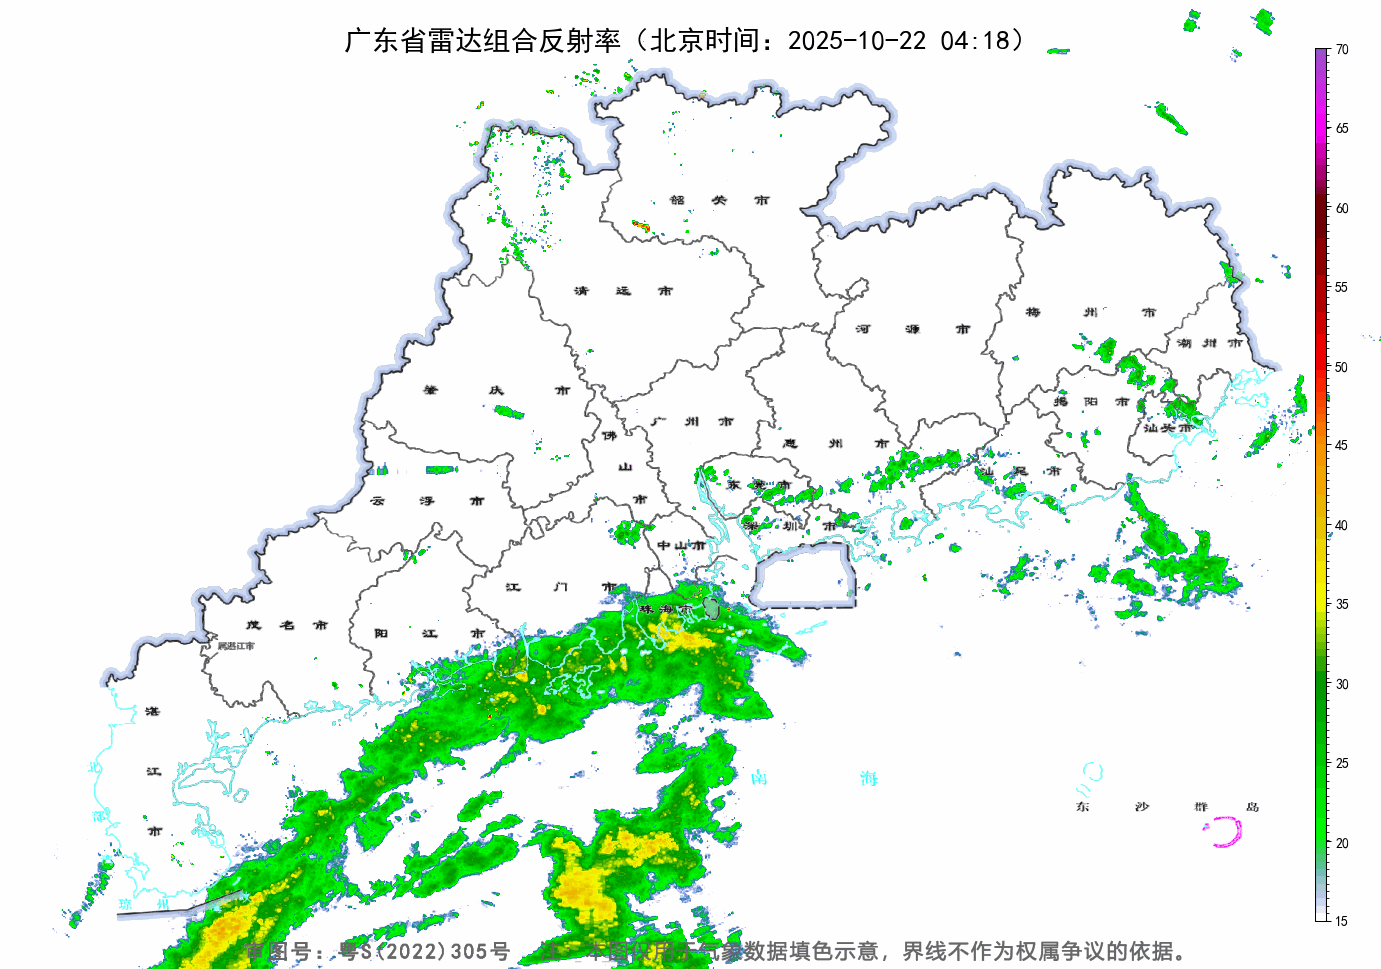 广东省雷达组合反射率（北京时间：2025-10-22 04:18）
70
65
60
55
50
45
40
35
30
25
20
15
韶关市
清远市
河源市
梅州市
潮州市
肇庆市
广州市
佛山市
惠州市
揭阳市
汕头市
汕尾市
东莞市
云浮市
深圳市
中山市
江门市
珠海市
茂名市
阳江市
属湛江市
湛江市
南海
东沙群岛
北部
琼州
审图号：粤S(2022)305号 注：本图仅用于气象数据填色示意，界线不作为权属争议的依据。